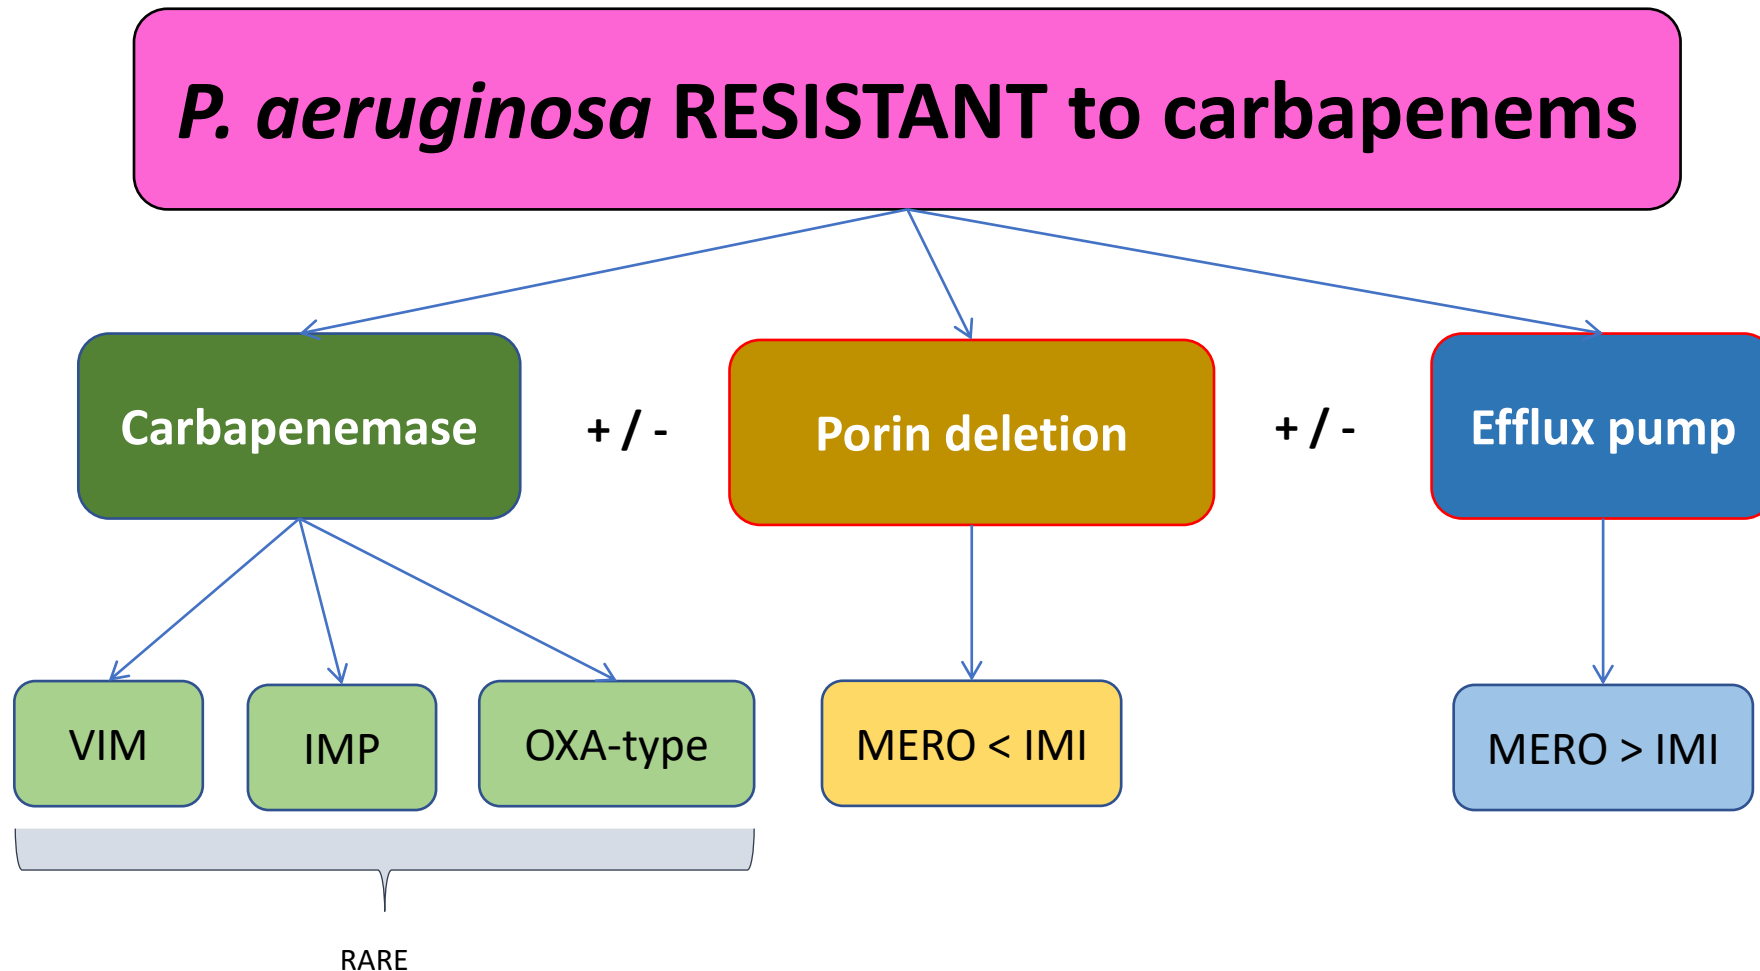 P. aeruginosa RESISTANT to carbapenems
Carbapenemase
+ / -
Porin deletion
+ / -
Efflux pump
VIM
IMP
OXA-type
MERO < IMI
MERO > IMI
RARE